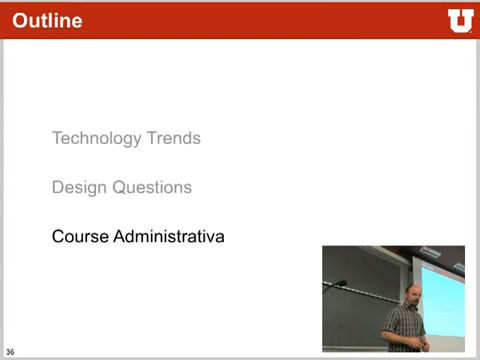 Outline
U
Technology Trends
Design Questions
Course Administrativa
36